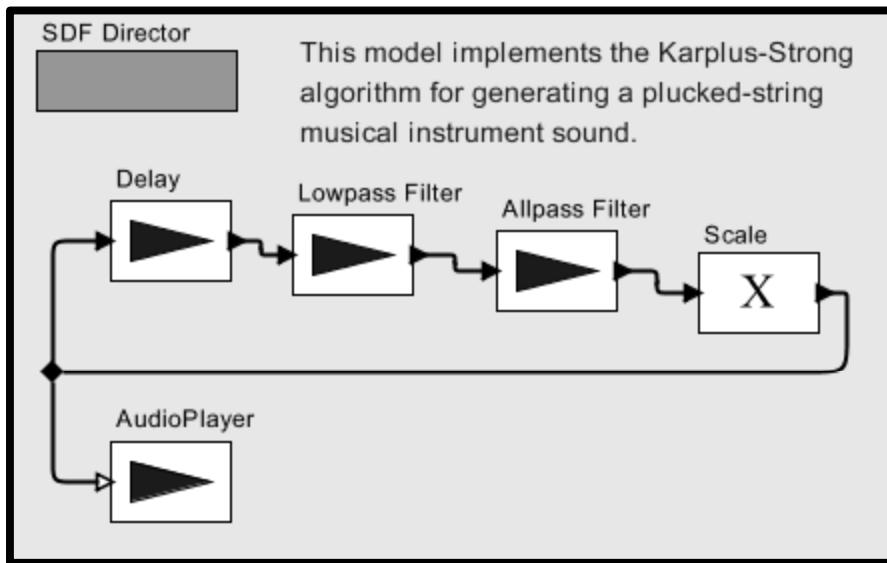 SDF Director
This model implements the Karplus-Strong
algorithm for generating a plucked-string
musical instrument sound.
Delay
Lowpass Filter
Allpass Filter
Scale
X
AudioPlayer